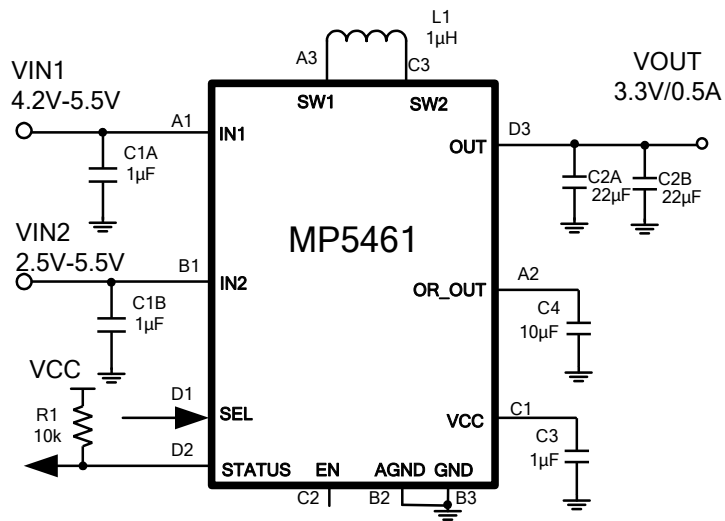 L1
1µH
A3
C3
SW1
SW2
VIN1
4.2V-5.5V
A1
IN1
C1A
1µF
VOUT
3.3V/0.5A
D3
OUT
C2A
22µF
C2B
22µF
MP5461
VIN2
2.5V-5.5V
B1
IN2
C1B
1µF
A2
OR_OUT
C4
10µF
VCC
R1
10k
D1
SEL
D2
STATUS
C1
VCC
C3
1µF
EN
AGND
GND
C2
B2
B3